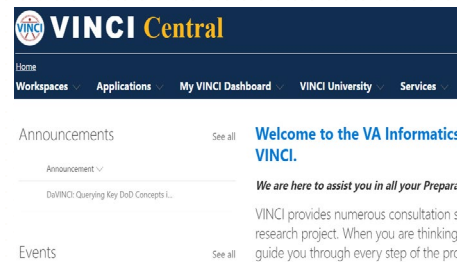 VINCI VINCI Central
Home
Workspaces Applications My VINCI Dashboard VINCI University Services
Announcements See all
Announcement
DaVINCI: Querying Key DoD Concepts i...
Events See all
Welcome to the VA Informatics
VINCI.
We are here to assist you in all your Prepara
VINCI provides numerous consultation s
research project. When you are thinking
guide you through every step of the pro